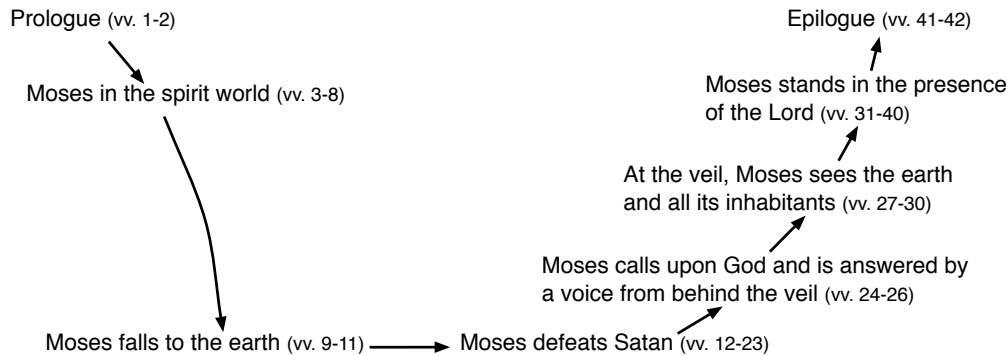 Prologue (vv. 1-2)
Moses in the spirit world (vv. 3-8)
Moses falls to the earth (vv. 9-11)
Moses defeats Satan (vv. 12-23)
Moses calls upon God and is answered by
a voice from behind the veil (vv. 24-26)
At the veil, Moses sees the earth
and all its inhabitants (vv. 27-30)
Moses stands in the presence
of the Lord (vv. 31-40)
Epilogue (vv. 41-42)